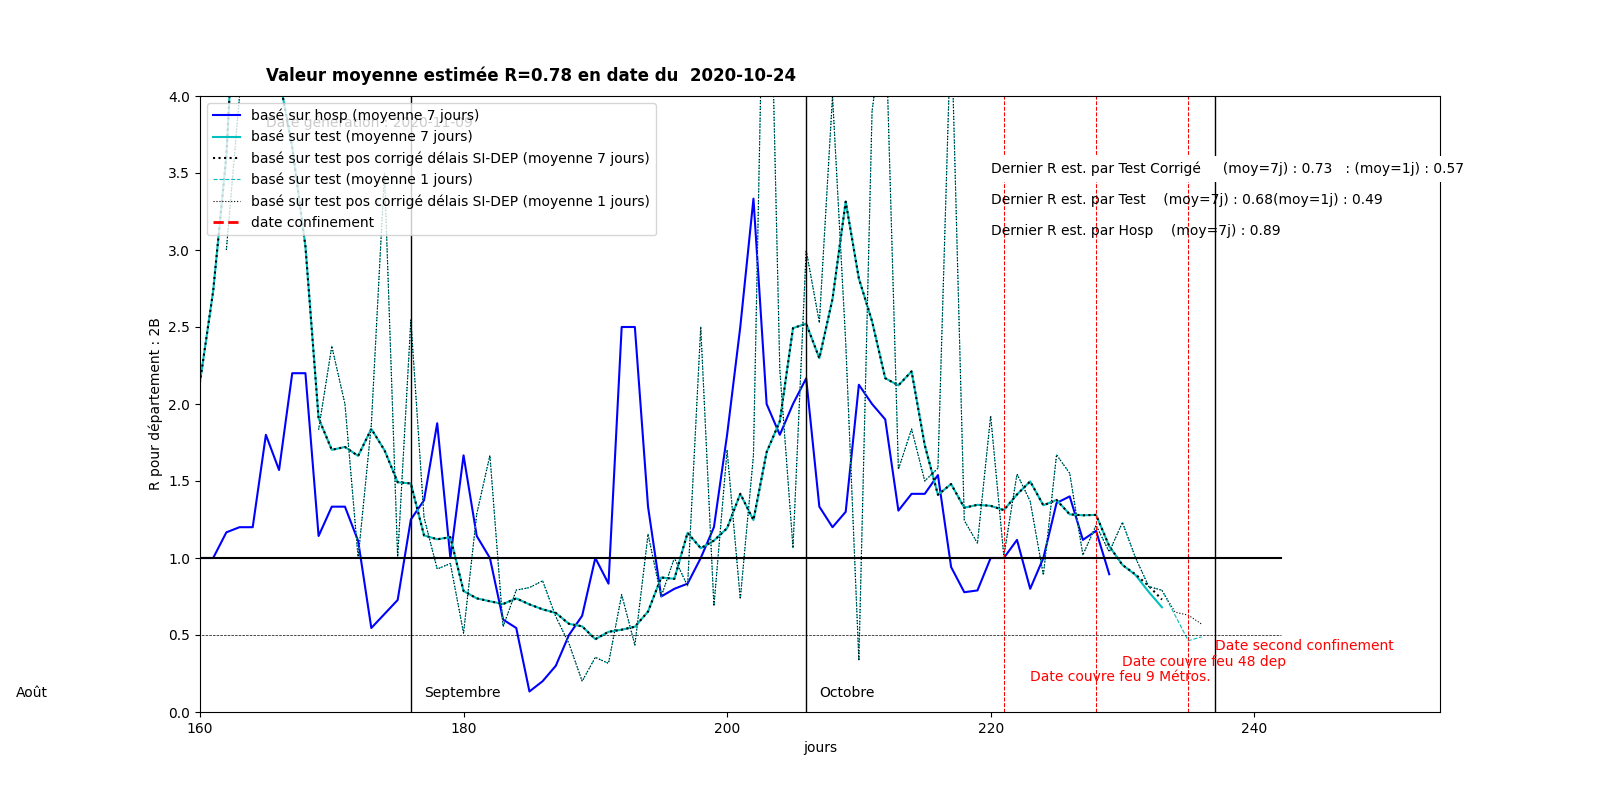 Valeur moyenne estimée R=0.78 en date du  2020-10-24
Date génération : 2020-11-09
basé sur hosp (moyenne 7 jours)
basé sur test (moyenne 7 jours)
basé sur test pos corrigé délais SI-DEP (moyenne 7 jours)
basé sur test (moyenne 1 jours)
basé sur test pos corrigé délais SI-DEP (moyenne 1 jours)
date confinement
Dernier R est. par Test Corrigé     (moy=7j) : 0.73   : (moy=1j) : 0.57
Dernier R est. par Test    (moy=7j) : 0.68(moy=1j) : 0.49
Dernier R est. par Hosp    (moy=7j) : 0.89
4.0
3.5
3.0
2.5
2.0
1.5
1.0
0.5
0.0
R pour département : 2B
Date second confinement
Date couvre feu 48 dep
Date couvre feu 9 Métros.
Août
Septembre
Octobre
160
180
200
220
240
jours